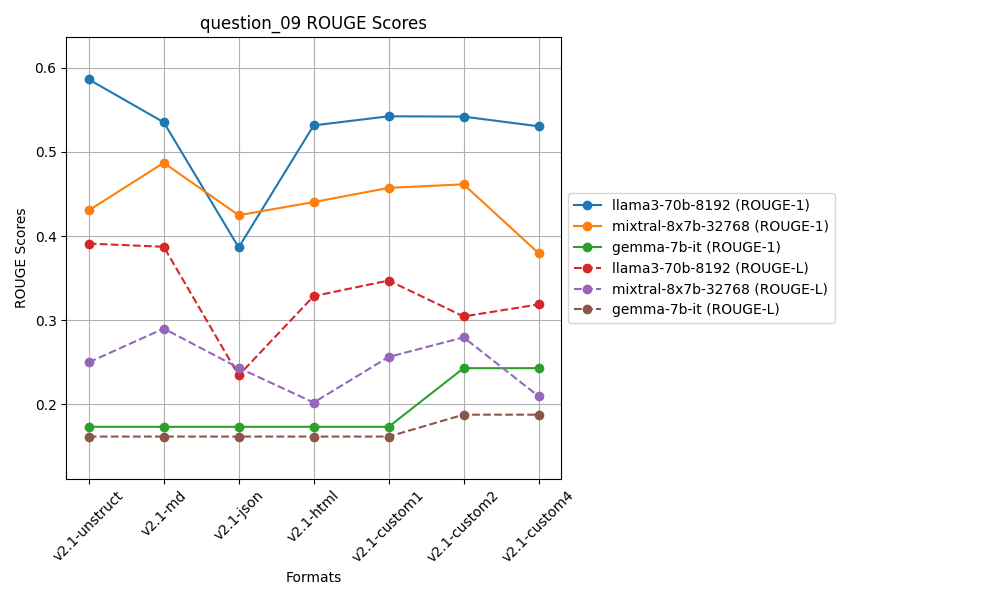 question_09 ROUGE Scores
ROUGE Scores
0.6
0.5
0.4
0.3
0.2
v2.1-unstruct
v2.1-md
v2.1-json
v2.1-html
v2.1-custom1
v2.1-custom2
v2.1-custom4
Formats
llama3-70b-8192 (ROUGE-1)
mixtral-8x7b-32768 (ROUGE-1)
gemma-7b-it (ROUGE-1)
llama3-70b-8192 (ROUGE-L)
mixtral-8x7b-32768 (ROUGE-L)
gemma-7b-it (ROUGE-L)